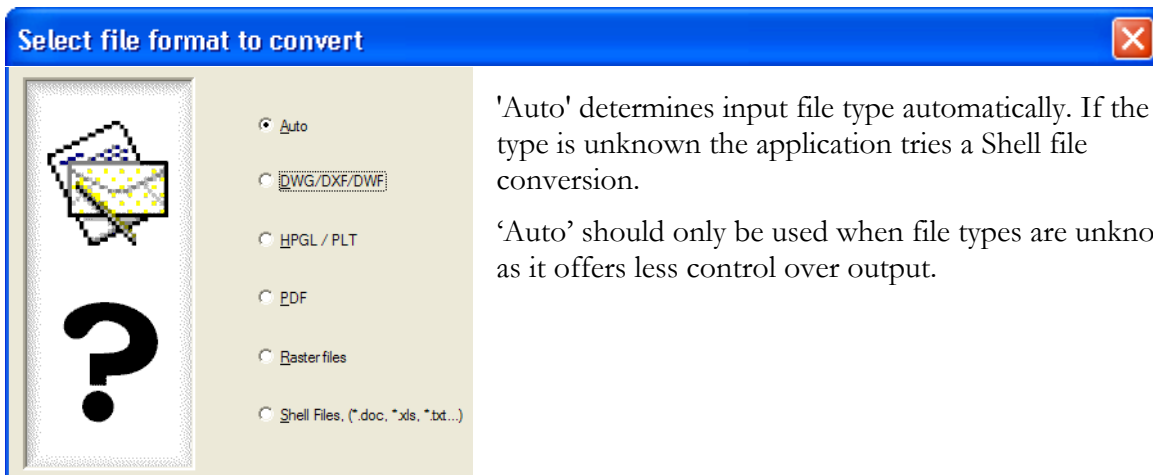 Select file format to convert
Auto
DWG/DXF/DWF
HPGL / PLT
PDF
Raster files
Shell Files, (*.doc, *.xls, *.txt...)
'Auto' determines input file type automatically. If the
type is unknown the application tries a Shell file
conversion.
‘Auto’ should only be used when file types are unkno
as it offers less control over output.